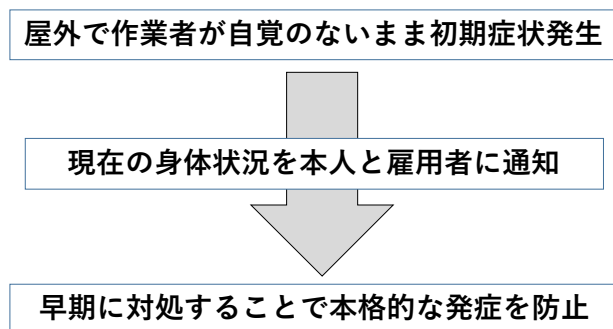 屋外で作業者が自覚のないまま初期症状発生
現在の身体状況を本人と雇用者に通知
早期に対処することで本格的な発症を防止